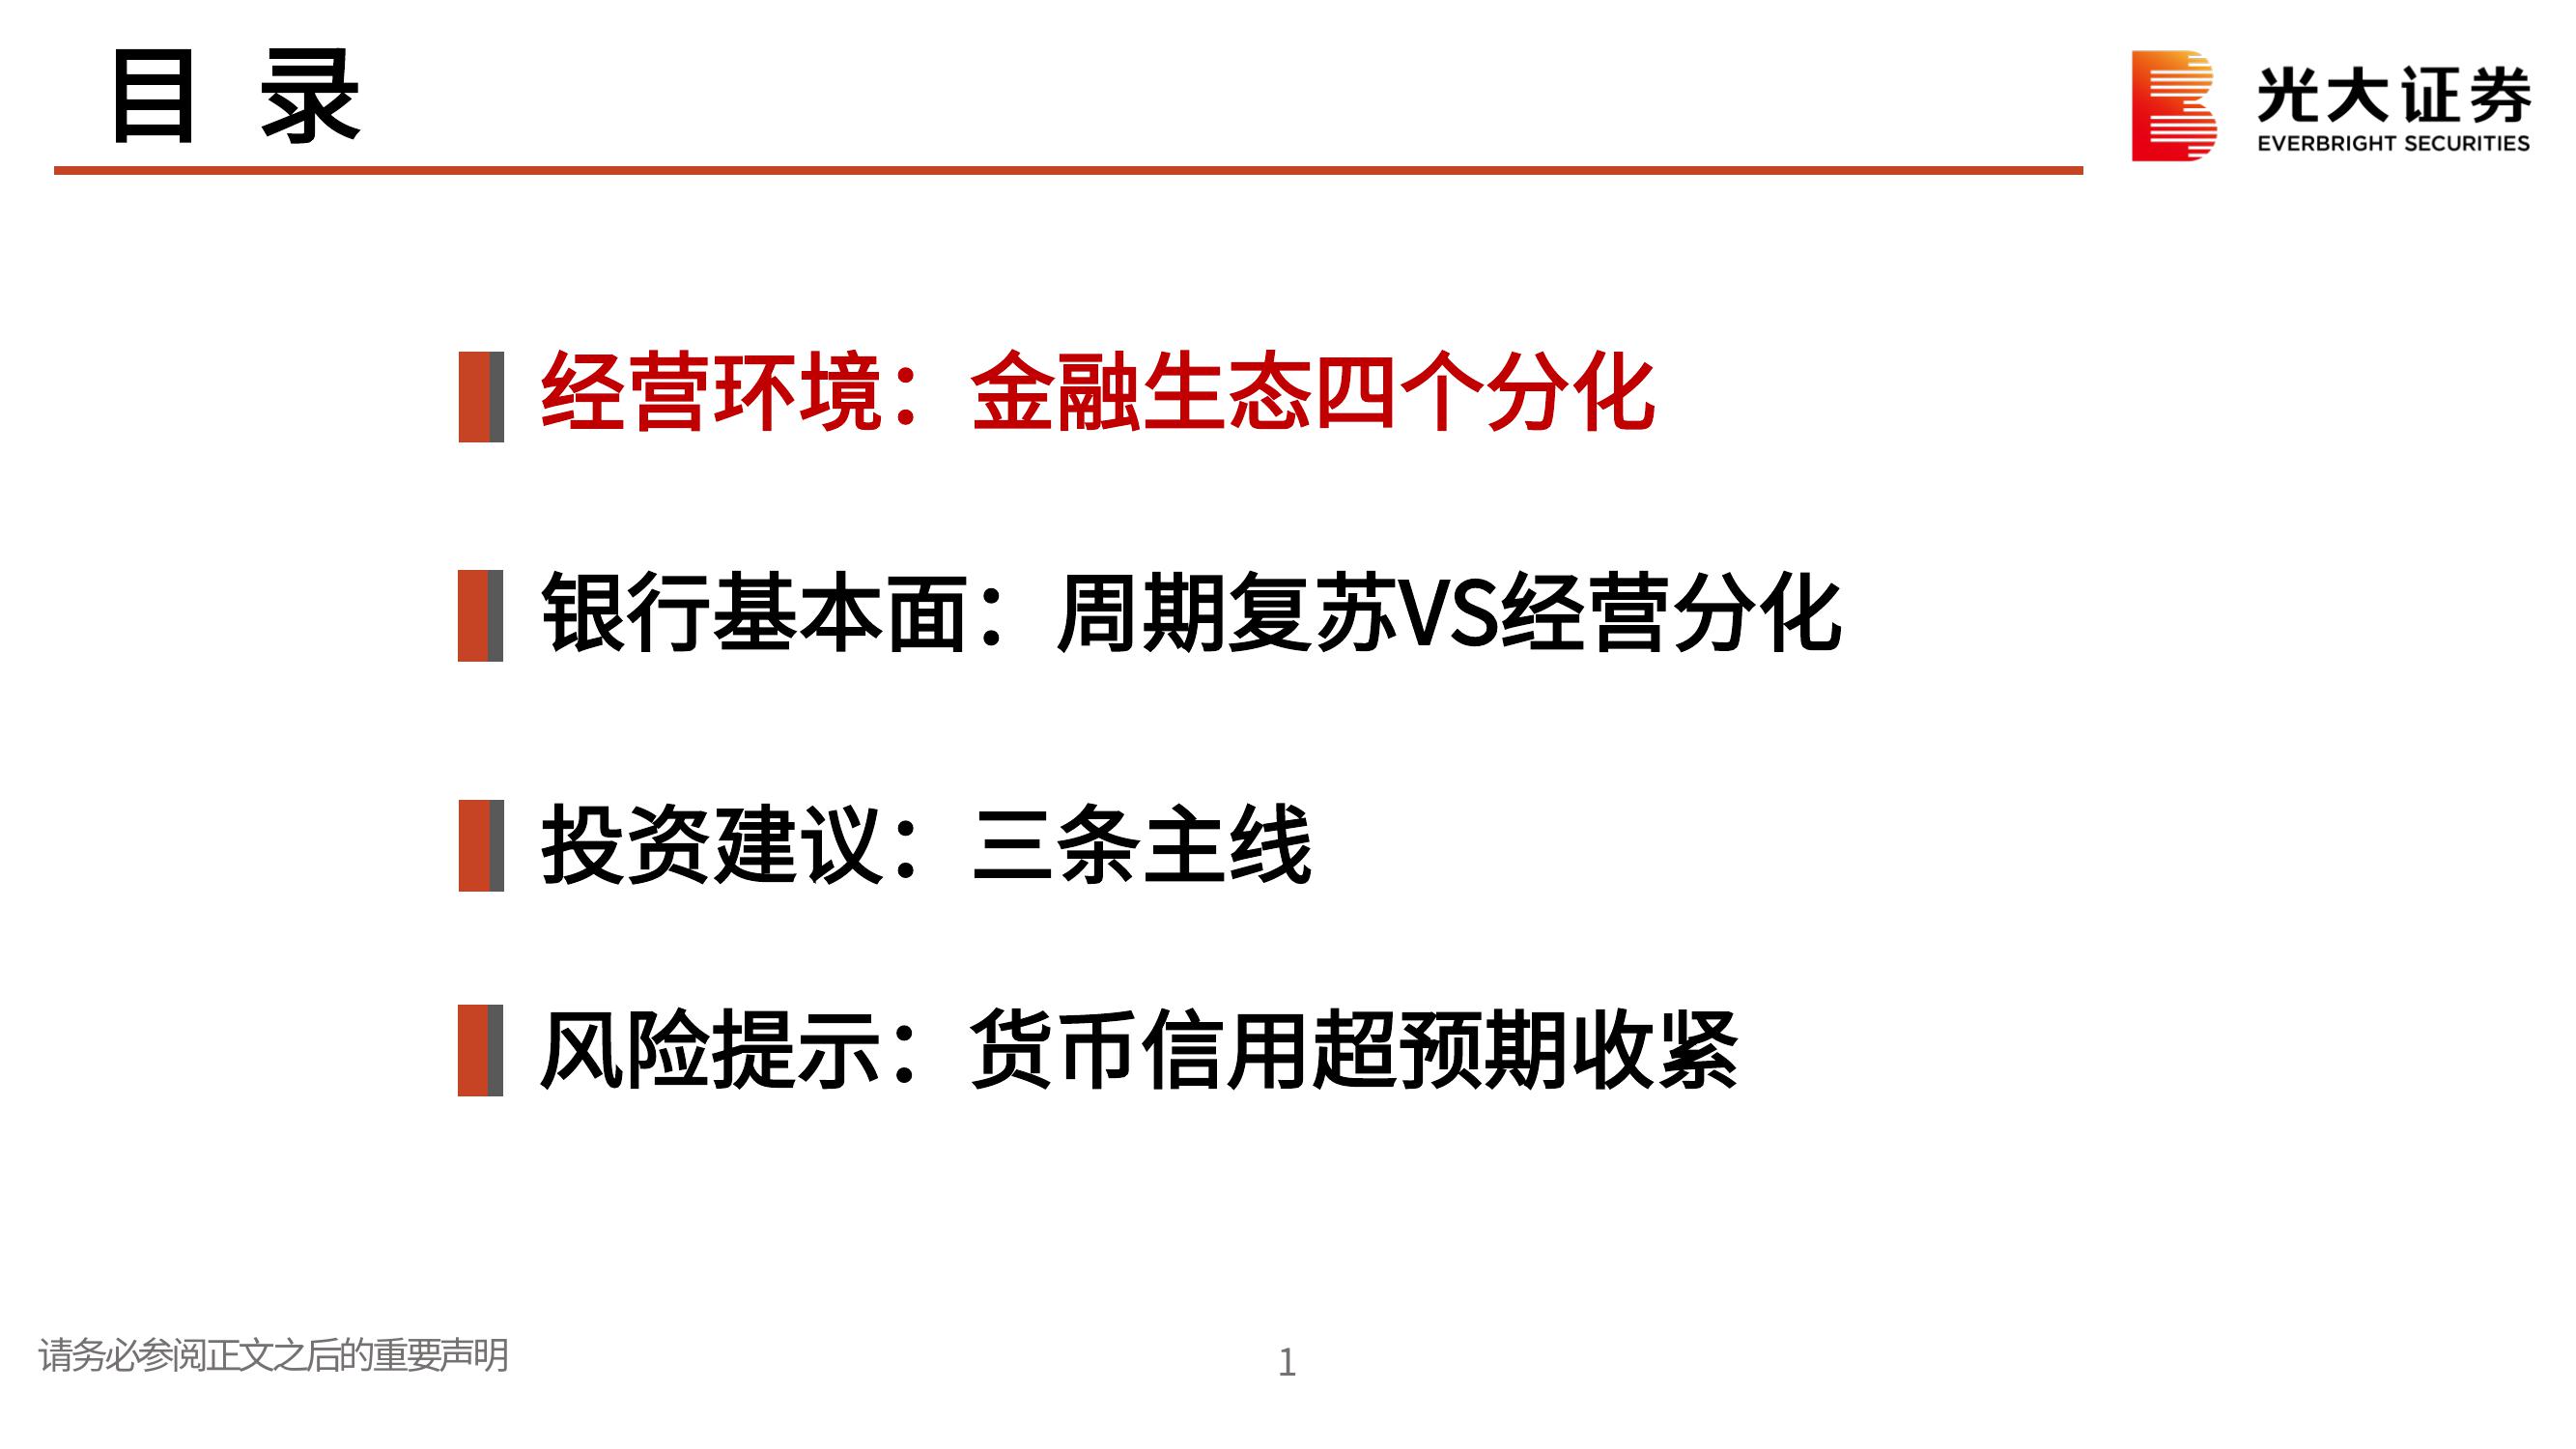 目 录
光大证券
EVERBRIGHT SECURITIES
经营环境：金融生态四个分化
银行基本面：周期复苏VS经营分化
投资建议：三条主线
风险提示：货币信用超预期收紧
请务必参阅正文之后的重要声明
1